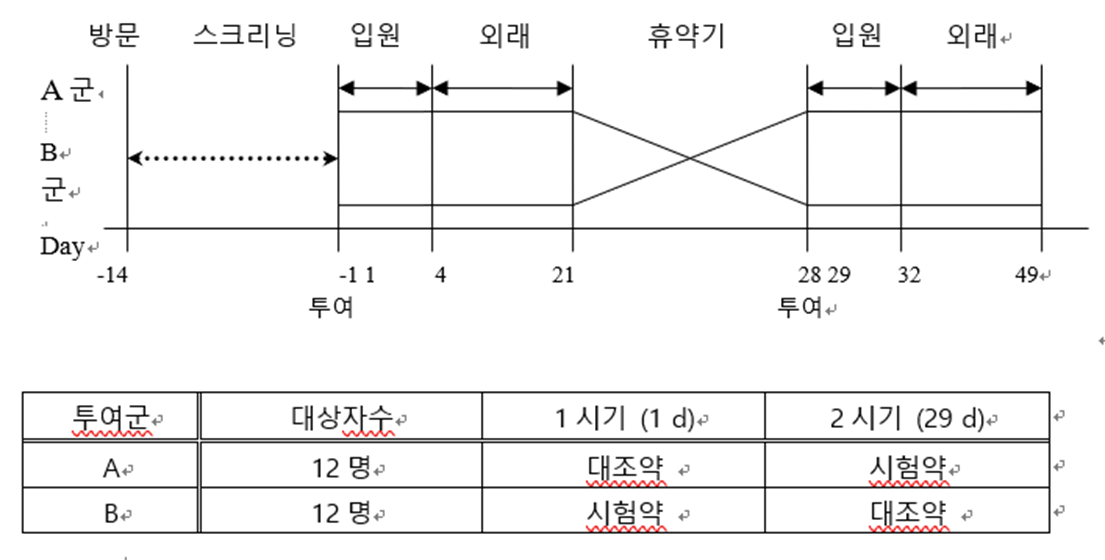 방문 스크리닝 입원 외래 휴약기 입원 외래
A 군
B
군
Day
-14 -1 1 4 21 28 29 32 49
투여 투여
투여군 대상자수 1 시기 (1 d) 2 시기 (29 d)
A 12 명 대조약 시험약
B 12 명 시험약 대조약